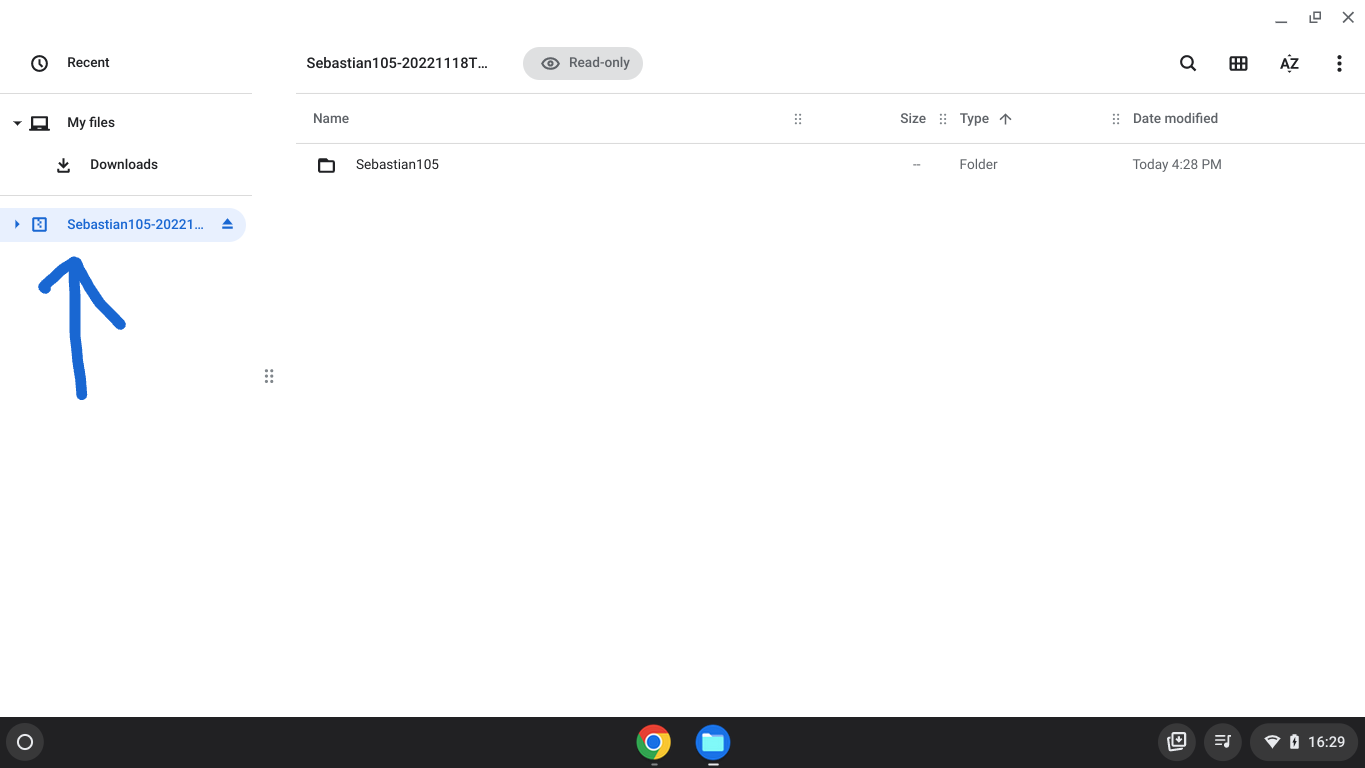 Recent
Sebastian105-20221118T...
Read-only
AZ
My files
Name
Size
Type
Date modified
Downloads
Sebastian105
--
Folder
Today 4:28 PM
Sebastian105-20221...
16:29